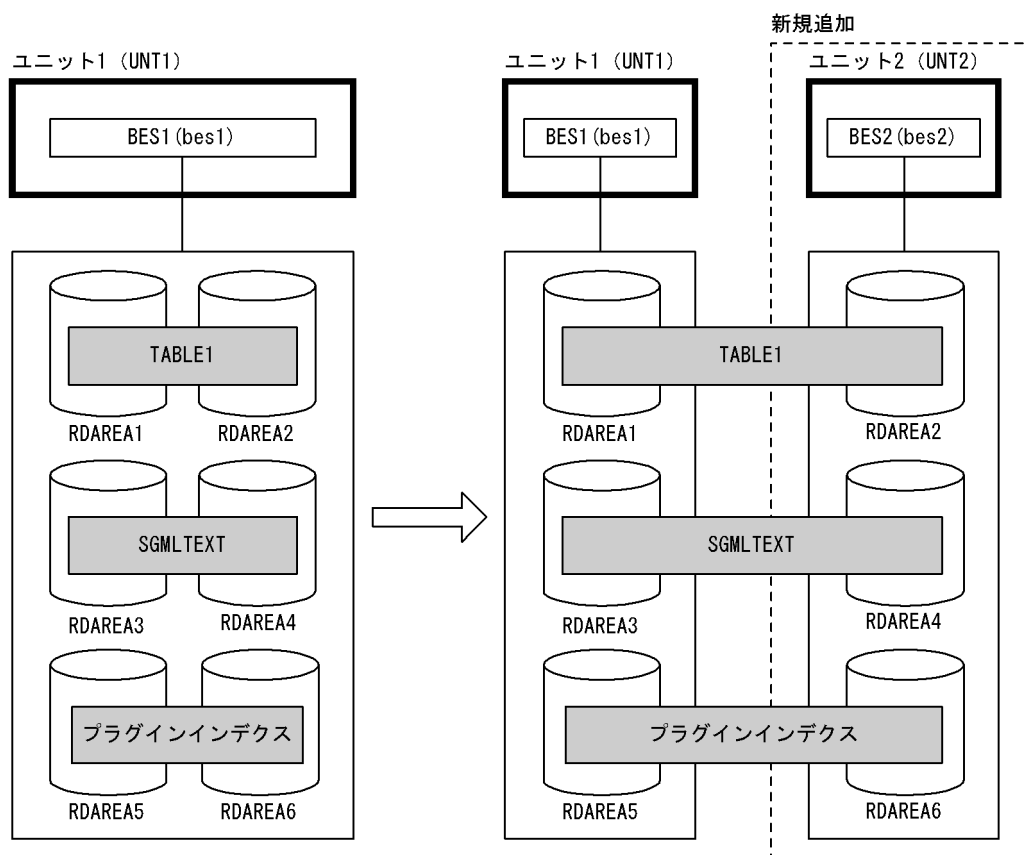 新規追加
ユニット1（UNT1）
BES1(bes1)
TABLE1
RDAREA1
RDAREA2
SGMLTEXT
RDAREA3
RDAREA4
プラグインインデクス
RDAREA5
RDAREA6
ユニット1（UNT1）
ユニット2（UNT2）
BES1(bes1)
BES2(bes2)
TABLE1
RDAREA1
RDAREA2
SGMLTEXT
RDAREA3
RDAREA4
プラグインインデクス
RDAREA5
RDAREA6